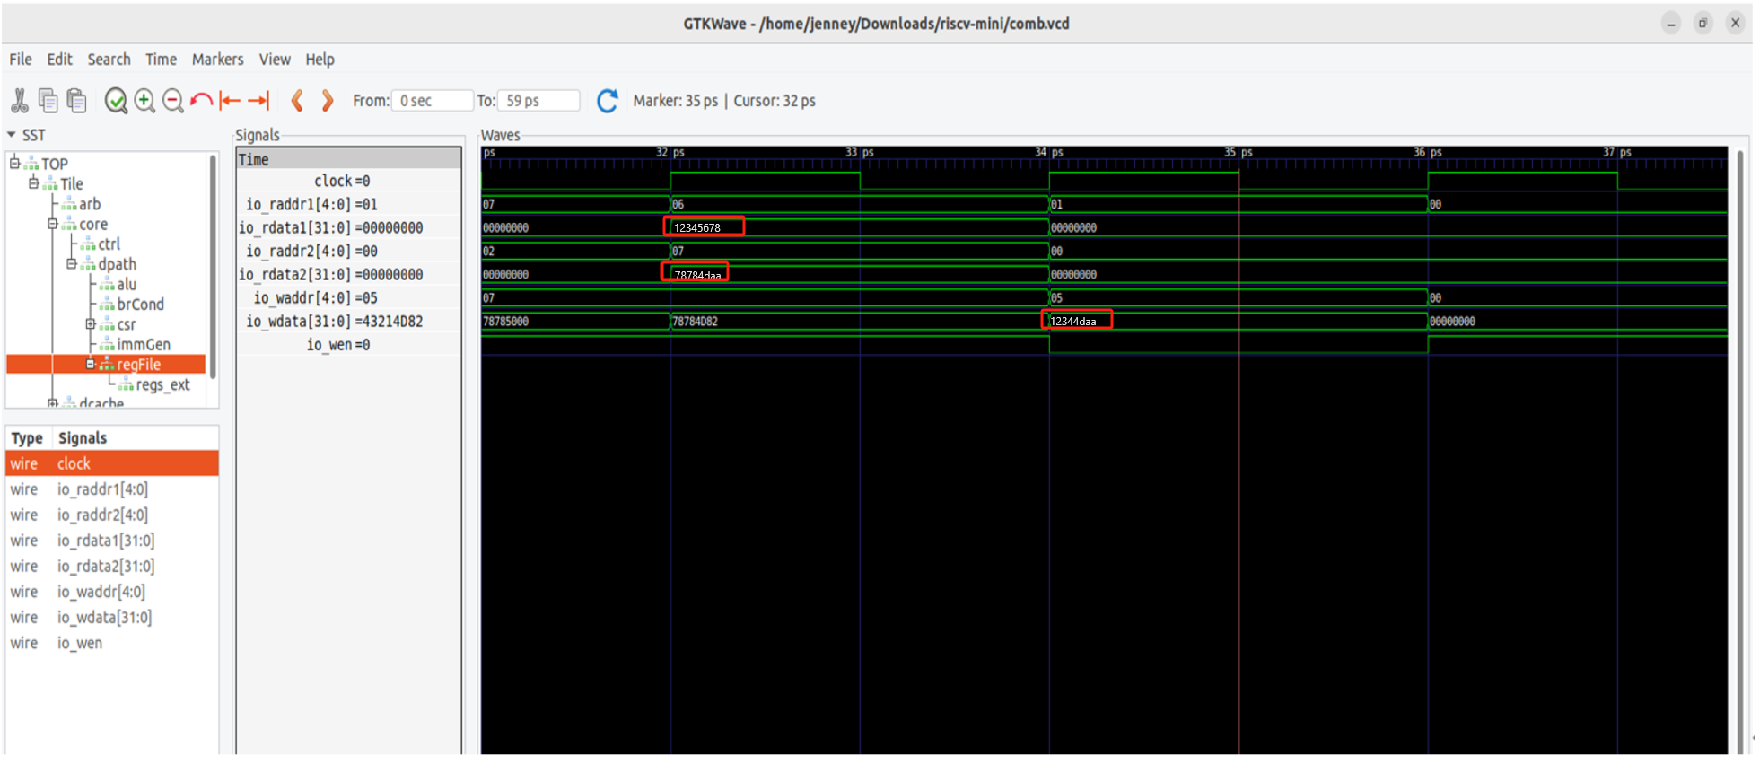 GTKWave - /home/jenney/Downloads/riscv-mini/comb.vcd
File Edit Search Time Markers View Help
From: 0 sec To: 59 ps Marker: 35 ps | Cursor: 32 ps
SST
TOP
Tile
arb
core
ctrl
dpath
alu
brCond
csr
immGen
regFile
regs_ext
dcache
Type Signals
wire clock
wire io_raddr1[4:0]
wire io_raddr2[4:0]
wire io_rdata1[31:0]
wire io_rdata2[31:0]
wire io_waddr[4:0]
wire io_wdata[31:0]
wire io_wen
Signals
Time
clock=0
io_raddr1[4:0]=01
io_rdata1[31:0]=00000000
io_raddr2[4:0]=00
io_rdata2[31:0]=00000000
io_waddr[4:0]=05
io_wdata[31:0]=43214D82
io_wen=0
Waves
ps 32 ps 33 ps 34 ps 35 ps 36 ps 37 ps
07 06 01 00
00000000 12345678 00000000
02 07 00
00000000 78784daa 00000000
07 05 00
78785000 78784D82 12344daa 00000000